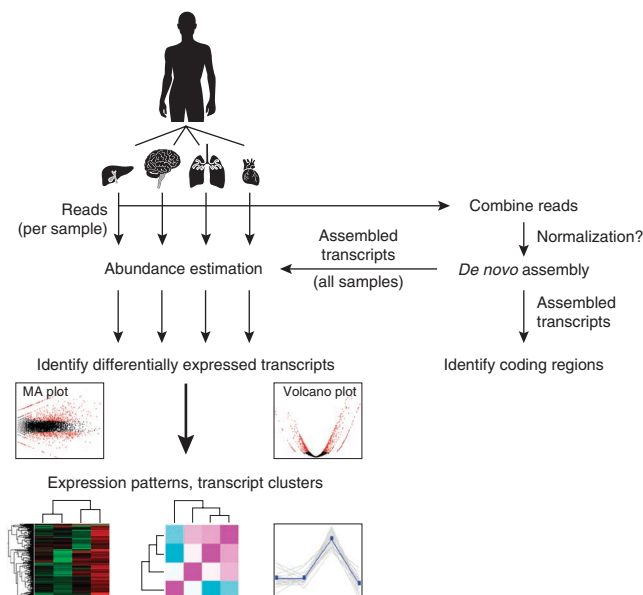 Reads
(per sample)
Combine reads
Normalization?
Assembled
transcripts
(all samples)
Abundance estimation
De novo assembly
Assembled
transcripts
Identify differentially expressed transcripts
Identify coding regions
MA plot
Volcano plot
Expression patterns, transcript clusters